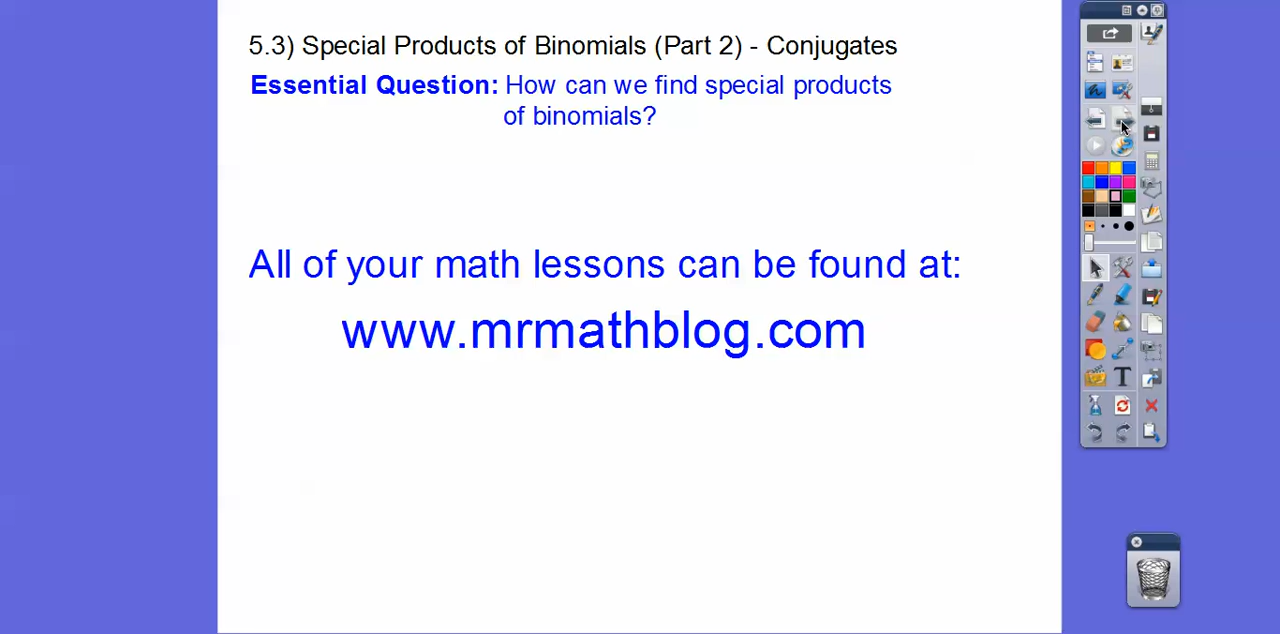 5.3) Special Products of Binomials (Part 2) - Conjugates
Essential Question: How can we find special products
of binomials?
All of your math lessons can be found at:
www.mrmathblog.com